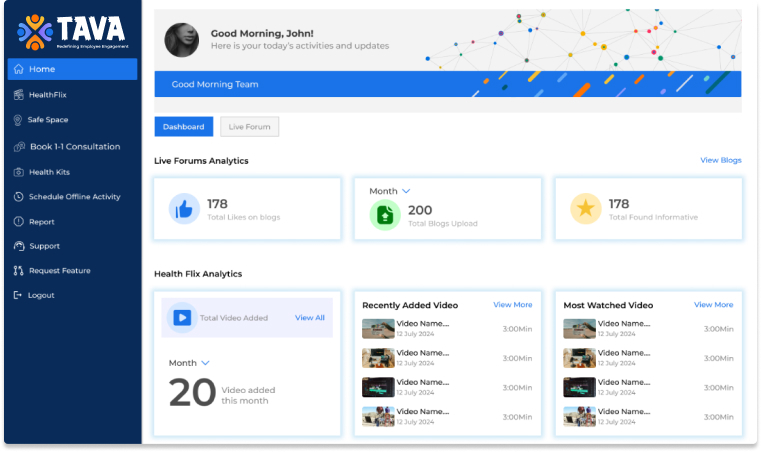 TAVA
Redefining Employee Engagement
Home
HealthFlix
Safe Space
Book 1-1 Consultation
Health Kits
Schedule Offline Activity
Report
Support
Request Feature
Logout
Good Morning, John!
Here is your today's activities and updates
Good Morning Team
Dashboard
Live Forum
Live Forums Analytics
View Blogs
178
Total Likes on blogs
Month
200
Total Blogs Upload
178
Total Found Informative
Health Flix Analytics
Total Video Added
View All
Month
20
Video added
this month
Recently Added Video
View More
Video Name....
12 July 2024
3:00Min
Video Name....
12 July 2024
3:00Min
Video Name....
12 July 2024
3:00Min
Video Name....
12 July 2024
3:00Min
Most Watched Video
View More
Video Name....
12 July 2024
3:00Min
Video Name....
12 July 2024
3:00Min
Video Name....
12 July 2024
3:00Min
Video Name....
12 July 2024
3:00Min